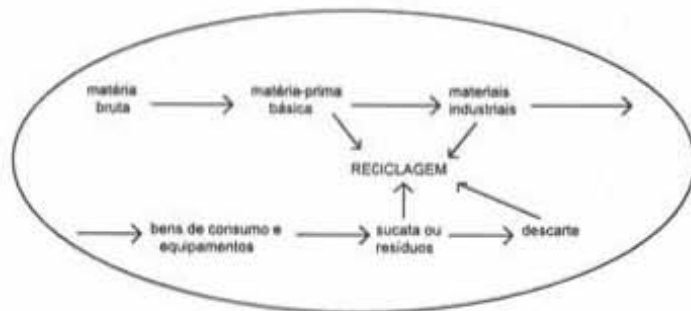 matéria
bruta
matéria-prima
básica
materiais
industriais
RECICLAGEM
bens de consumo e
equipamentos
sucata ou
resíduos
descarte